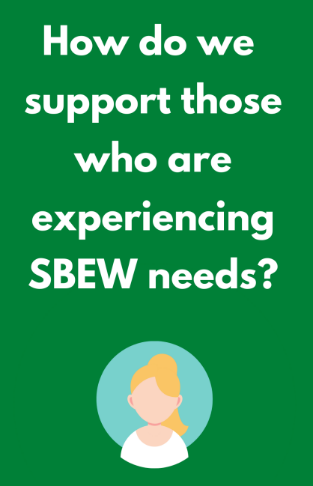 How do we
support those
who are
experiencing
SBEW needs?